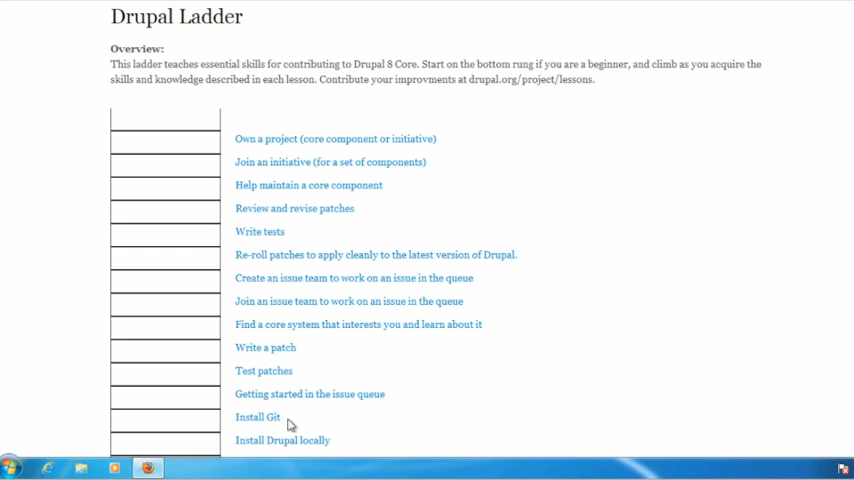 Drupal Ladder
Overview:
This ladder teaches essential skills for contributing to Drupal 8 Core. Start on the bottom rung if you are a beginner, and climb as you acquire the
skills and knowledge described in each lesson. Contribute your improvments at drupal.org/project/lessons.
Own a project (core component or initiative)
Join an initiative (for a set of components)
Help maintain a core component
Review and revise patches
Write tests
Re-roll patches to apply cleanly to the latest version of Drupal.
Create an issue team to work on an issue in the queue
Join an issue team to work on an issue in the queue
Find a core system that interests you and learn about it
Write a patch
Test patches
Getting started in the issue queue
Install Git
Install Drupal locally